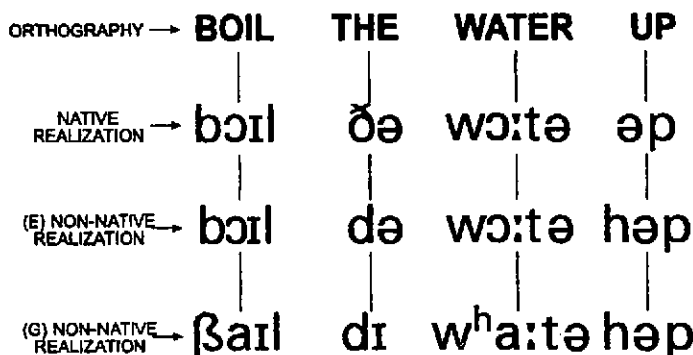 ORTHOGRAPHY → BOIL THE WATER UP
NATIVE REALIZATION → bɔɪl ðə wɔːtə əp
(E) NON-NATIVE REALIZATION → bɔɪl də wɔːtə həp
(G) NON-NATIVE REALIZATION → βaɪl dɪ wʰaːtə həp